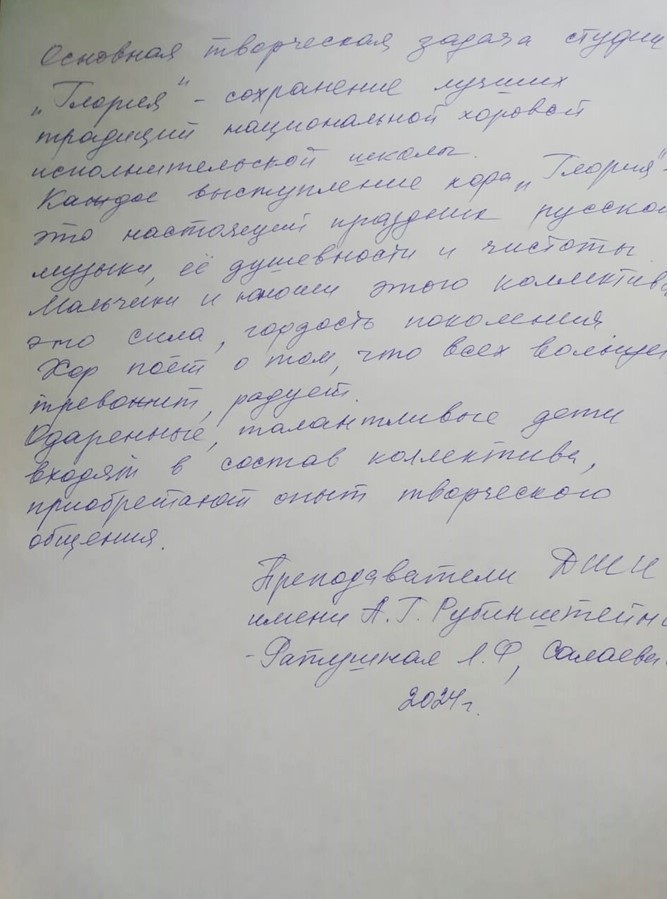 Основная творческая задача студии
„Глория" - сохранение лучших
традиций национальной хоровой
исполнительской школы.
Каждое выступление хора „Глория" -
это настоящий праздник русской
музыки, её душевности и чистоты.
Мальчики и юноши этого коллектива
это сила, гордость поколения
Хор поёт о том, что всех волнует
тревожит, радует.
Одаренные, талантливые дети
входят в состав коллектива,
приобретают опыт творческого
общения.
Преподаватели ДШИ
имени А.Г. Рубинштейна
- Ратушная Л.Ф,
2024г.